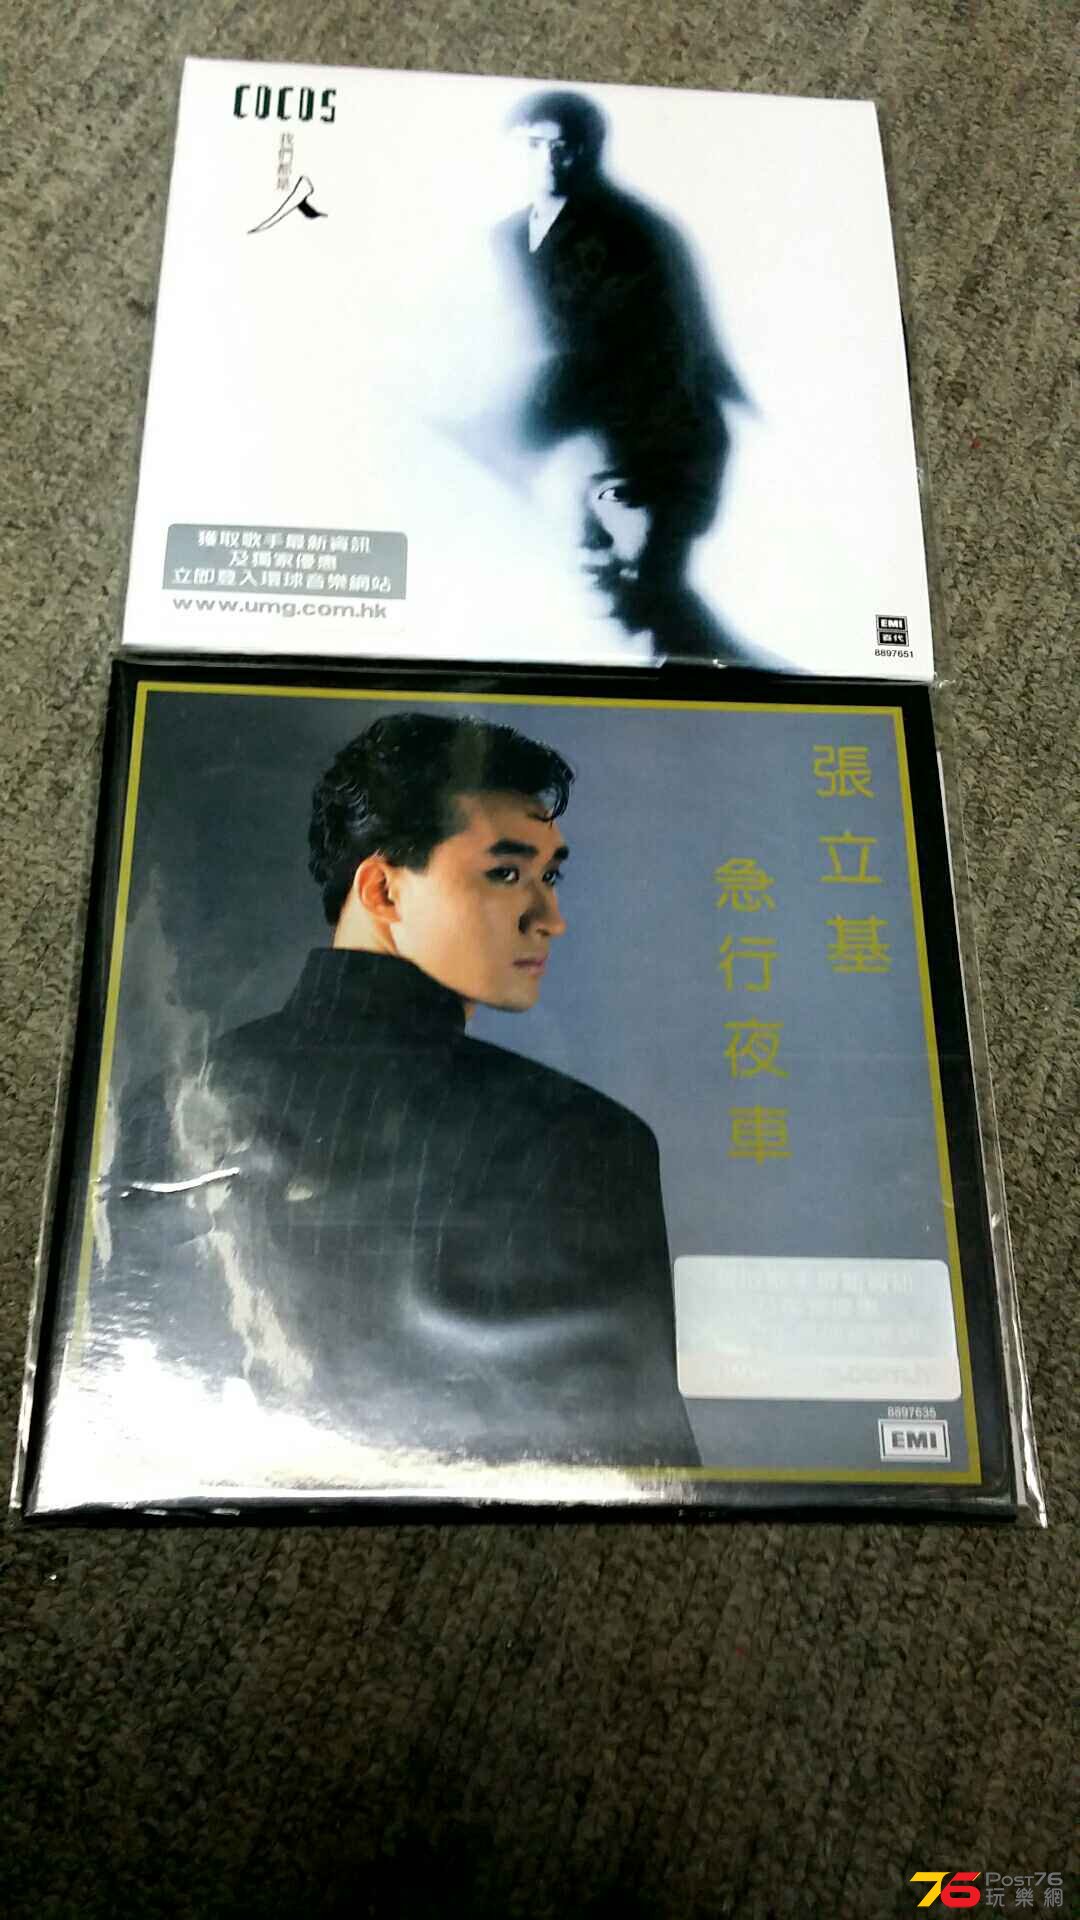 COCOS
我們都是
人
獲取歌手最新資訊
及獨家優惠
立即登入環球音樂網站
www.umg.com.hk
EMI
百代
8897651
張立基
急行夜車
8897635
EMI
76 POST76
玩樂網